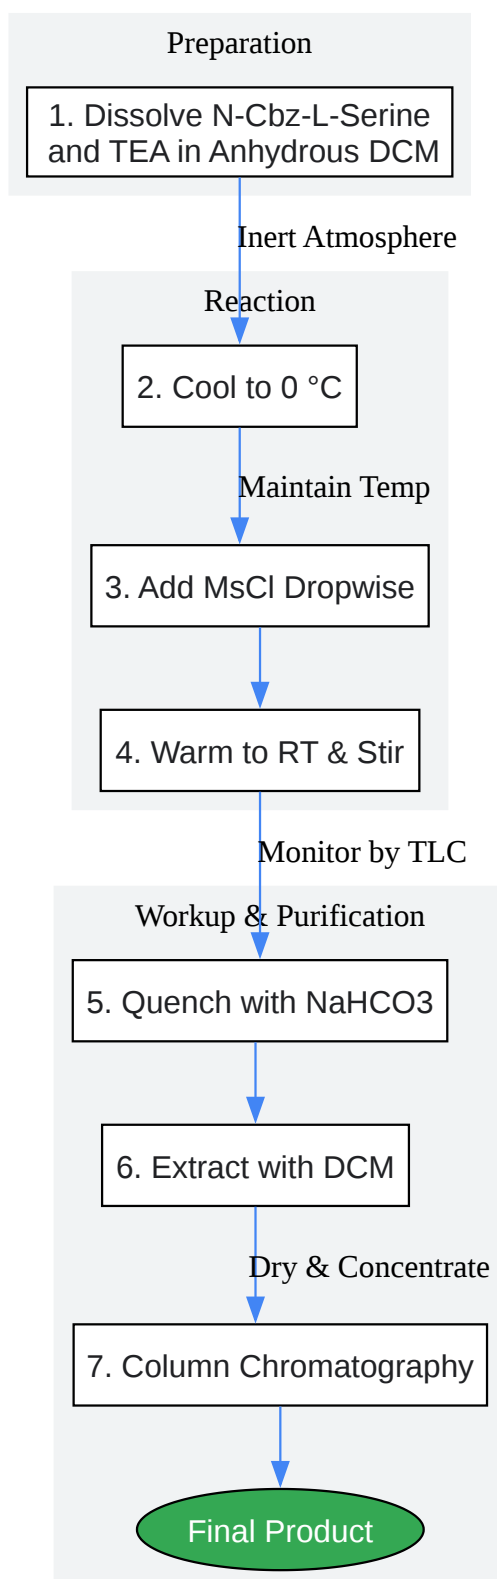 Preparation
1. Dissolve N-Cbz-L-Serine
and TEA in Anhydrous DCM
Inert Atmosphere
Reaction
2. Cool to 0 °C
Maintain Temp
3. Add MsCl Dropwise
4. Warm to RT & Stir
Monitor by TLC
Workup & Purification
5. Quench with NaHCO3
6. Extract with DCM
Dry & Concentrate
7. Column Chromatography
Final Product